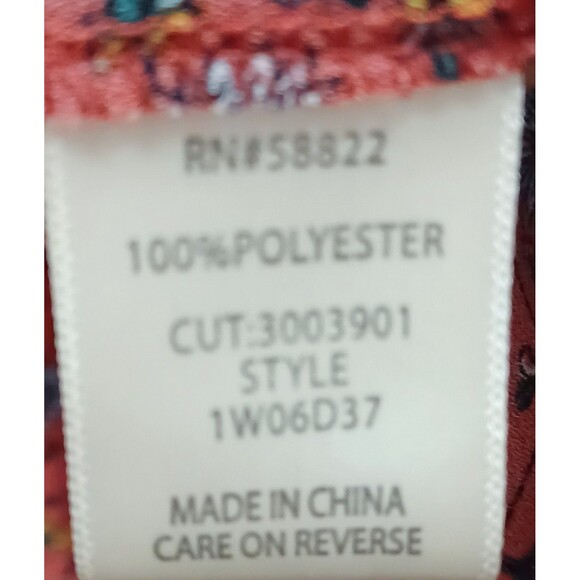 RN#58822
100%POLYESTER
CUT:3003901
STYLE
1W06D37
MADE IN CHINA
CARE ON REVERSE